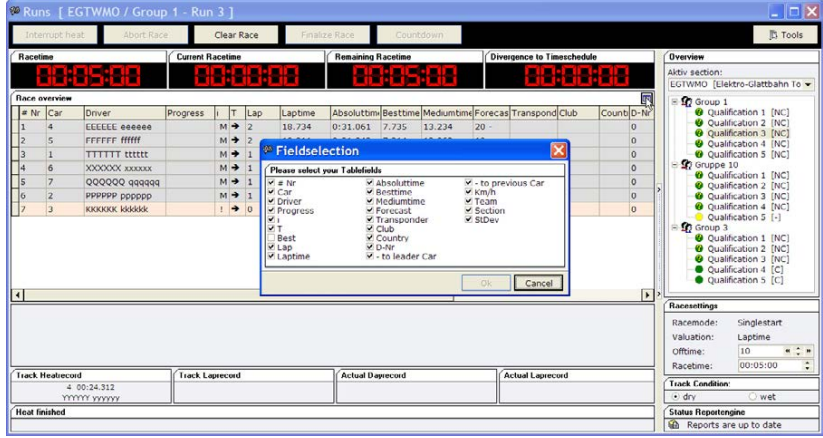 Runs [ EGTWMO / Group 1 - Run 3 ]
Interrupt heat Abort Race Clear Race Finalize Race Countdown Tools
Racetime Current Racetime Remaining Racetime Divergence to Timeschedule
00:05:00 00:00:00 00:05:00 00:00:00
Race overview
# Nr Car Driver Progress i T Lap Laptime Absoluttime Besttime Mediumtime Forecas Transpond Club Counti D-Nr
1 4 EEEEEE eeeeee M 2 18.734 0:31.061 7.735 13.234 20 - 0
2 5 FFFFFF ffffff M 2 0
3 1 TTTTTT tttttt M 1 0
4 6 XXXXXX xxxxxx M 1 0
5 7 QQQQQQ qqqqqq M 1 0
6 2 PPPPPP pppppp M 1 0
7 3 KKKKKK kkkkkk ! 0 0
Fieldselection
Please select your Tablefields
# Nr
Car
Driver
Progress
i
T
Best
Lap
Laptime
Absoluttime
Besttime
Mediumtime
Forecast
Transponder
Club
Country
D-Nr
- to leader Car
- to previous Car
Km/h
Team
Section
StDev
Ok Cancel
Track Heatrecord
4 00:24.312
YYYYYY yyyyyy
Track Laprecord
Actual Dayrecord
Actual Laprecord
Heat finished
Overview
Aktiv section:
EGTWMO [Elektro-Glattbahn To
Group 1
Qualification 1 [NC]
Qualification 2 [NC]
Qualification 3 [NC]
Qualification 4 [NC]
Qualification 5 [NC]
Gruppe 10
Qualification 1 [NC]
Qualification 2 [NC]
Qualification 3 [NC]
Qualification 4 [NC]
Qualification 5 [-]
Group 3
Qualification 1 [NC]
Qualification 2 [NC]
Qualification 3 [NC]
Qualification 4 [C]
Qualification 5 [C]
Racesettings
Racemode: Singlestart
Valuation: Laptime
Offtime: 10
Racetime: 00:05:00
Track Condition:
dry wet
Status Reportengine
Reports are up to date